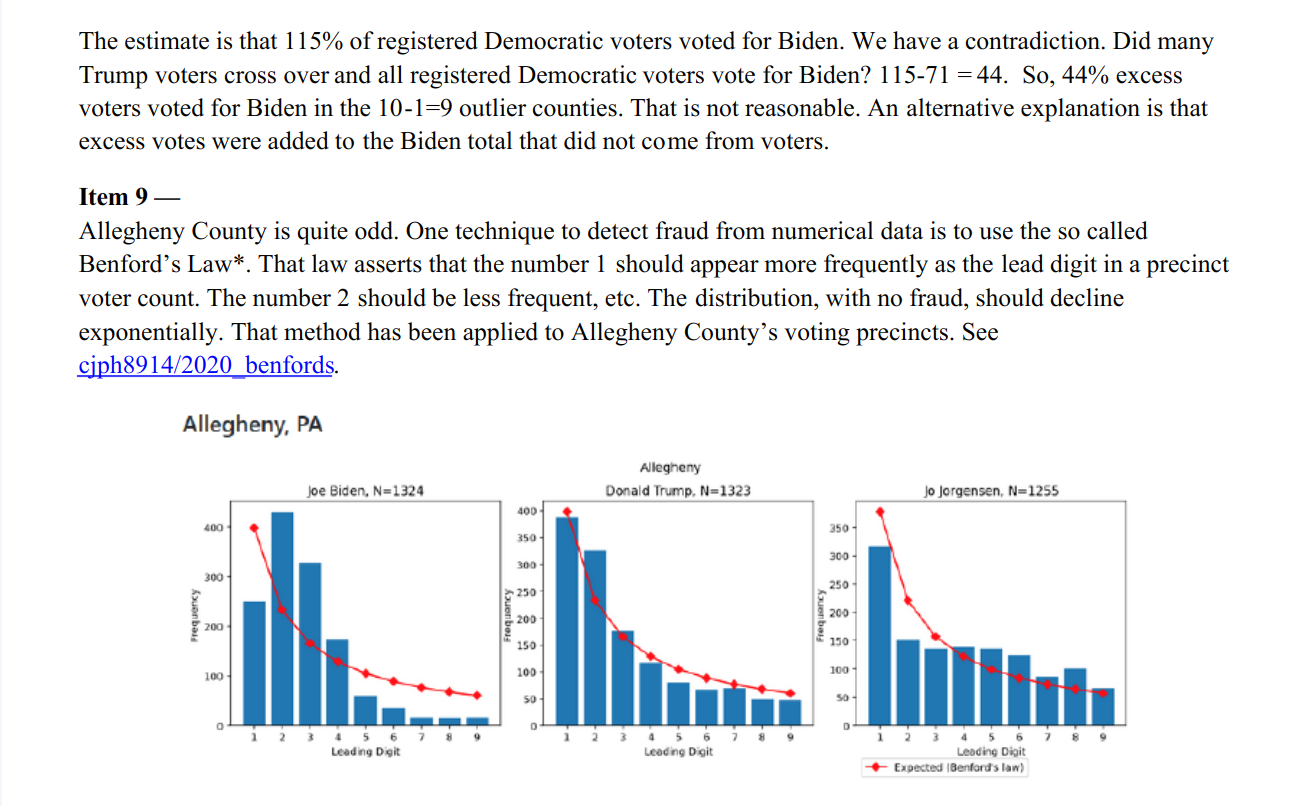 The estimate is that 115% of registered Democratic voters voted for Biden. We have a contradiction. Did many
Trump voters cross over and all registered Democratic voters vote for Biden? 115-71 = 44.  So, 44% excess
voters voted for Biden in the 10-1=9 outlier counties. That is not reasonable. An alternative explanation is that
excess votes were added to the Biden total that did not come from voters.
Item 9 —
Allegheny County is quite odd. One technique to detect fraud from numerical data is to use the so called
Benford's Law*. That law asserts that the number 1 should appear more frequently as the lead digit in a precinct
voter count. The number 2 should be less frequent, etc. The distribution, with no fraud, should decline
exponentially. That method has been applied to Allegheny County's voting precincts. See
cjph8914/2020_benfords.
Allegheny, PA
Allegheny
Joe Biden, N=1324
Frequency
400
300
200
100
0
1 2 3 4 5 6 7 8 9
Leading Digit
Donald Trump, N=1323
Frequency
400
350
300
250
200
150
100
50
0
1 2 3 4 5 6 7 8 9
Leading Digit
Jo Jorgensen, N=1255
Frequency
350
300
250
200
150
100
50
0
1 2 3 4 5 6 7 8 9
Leading Digit
Expected (Benford's law)